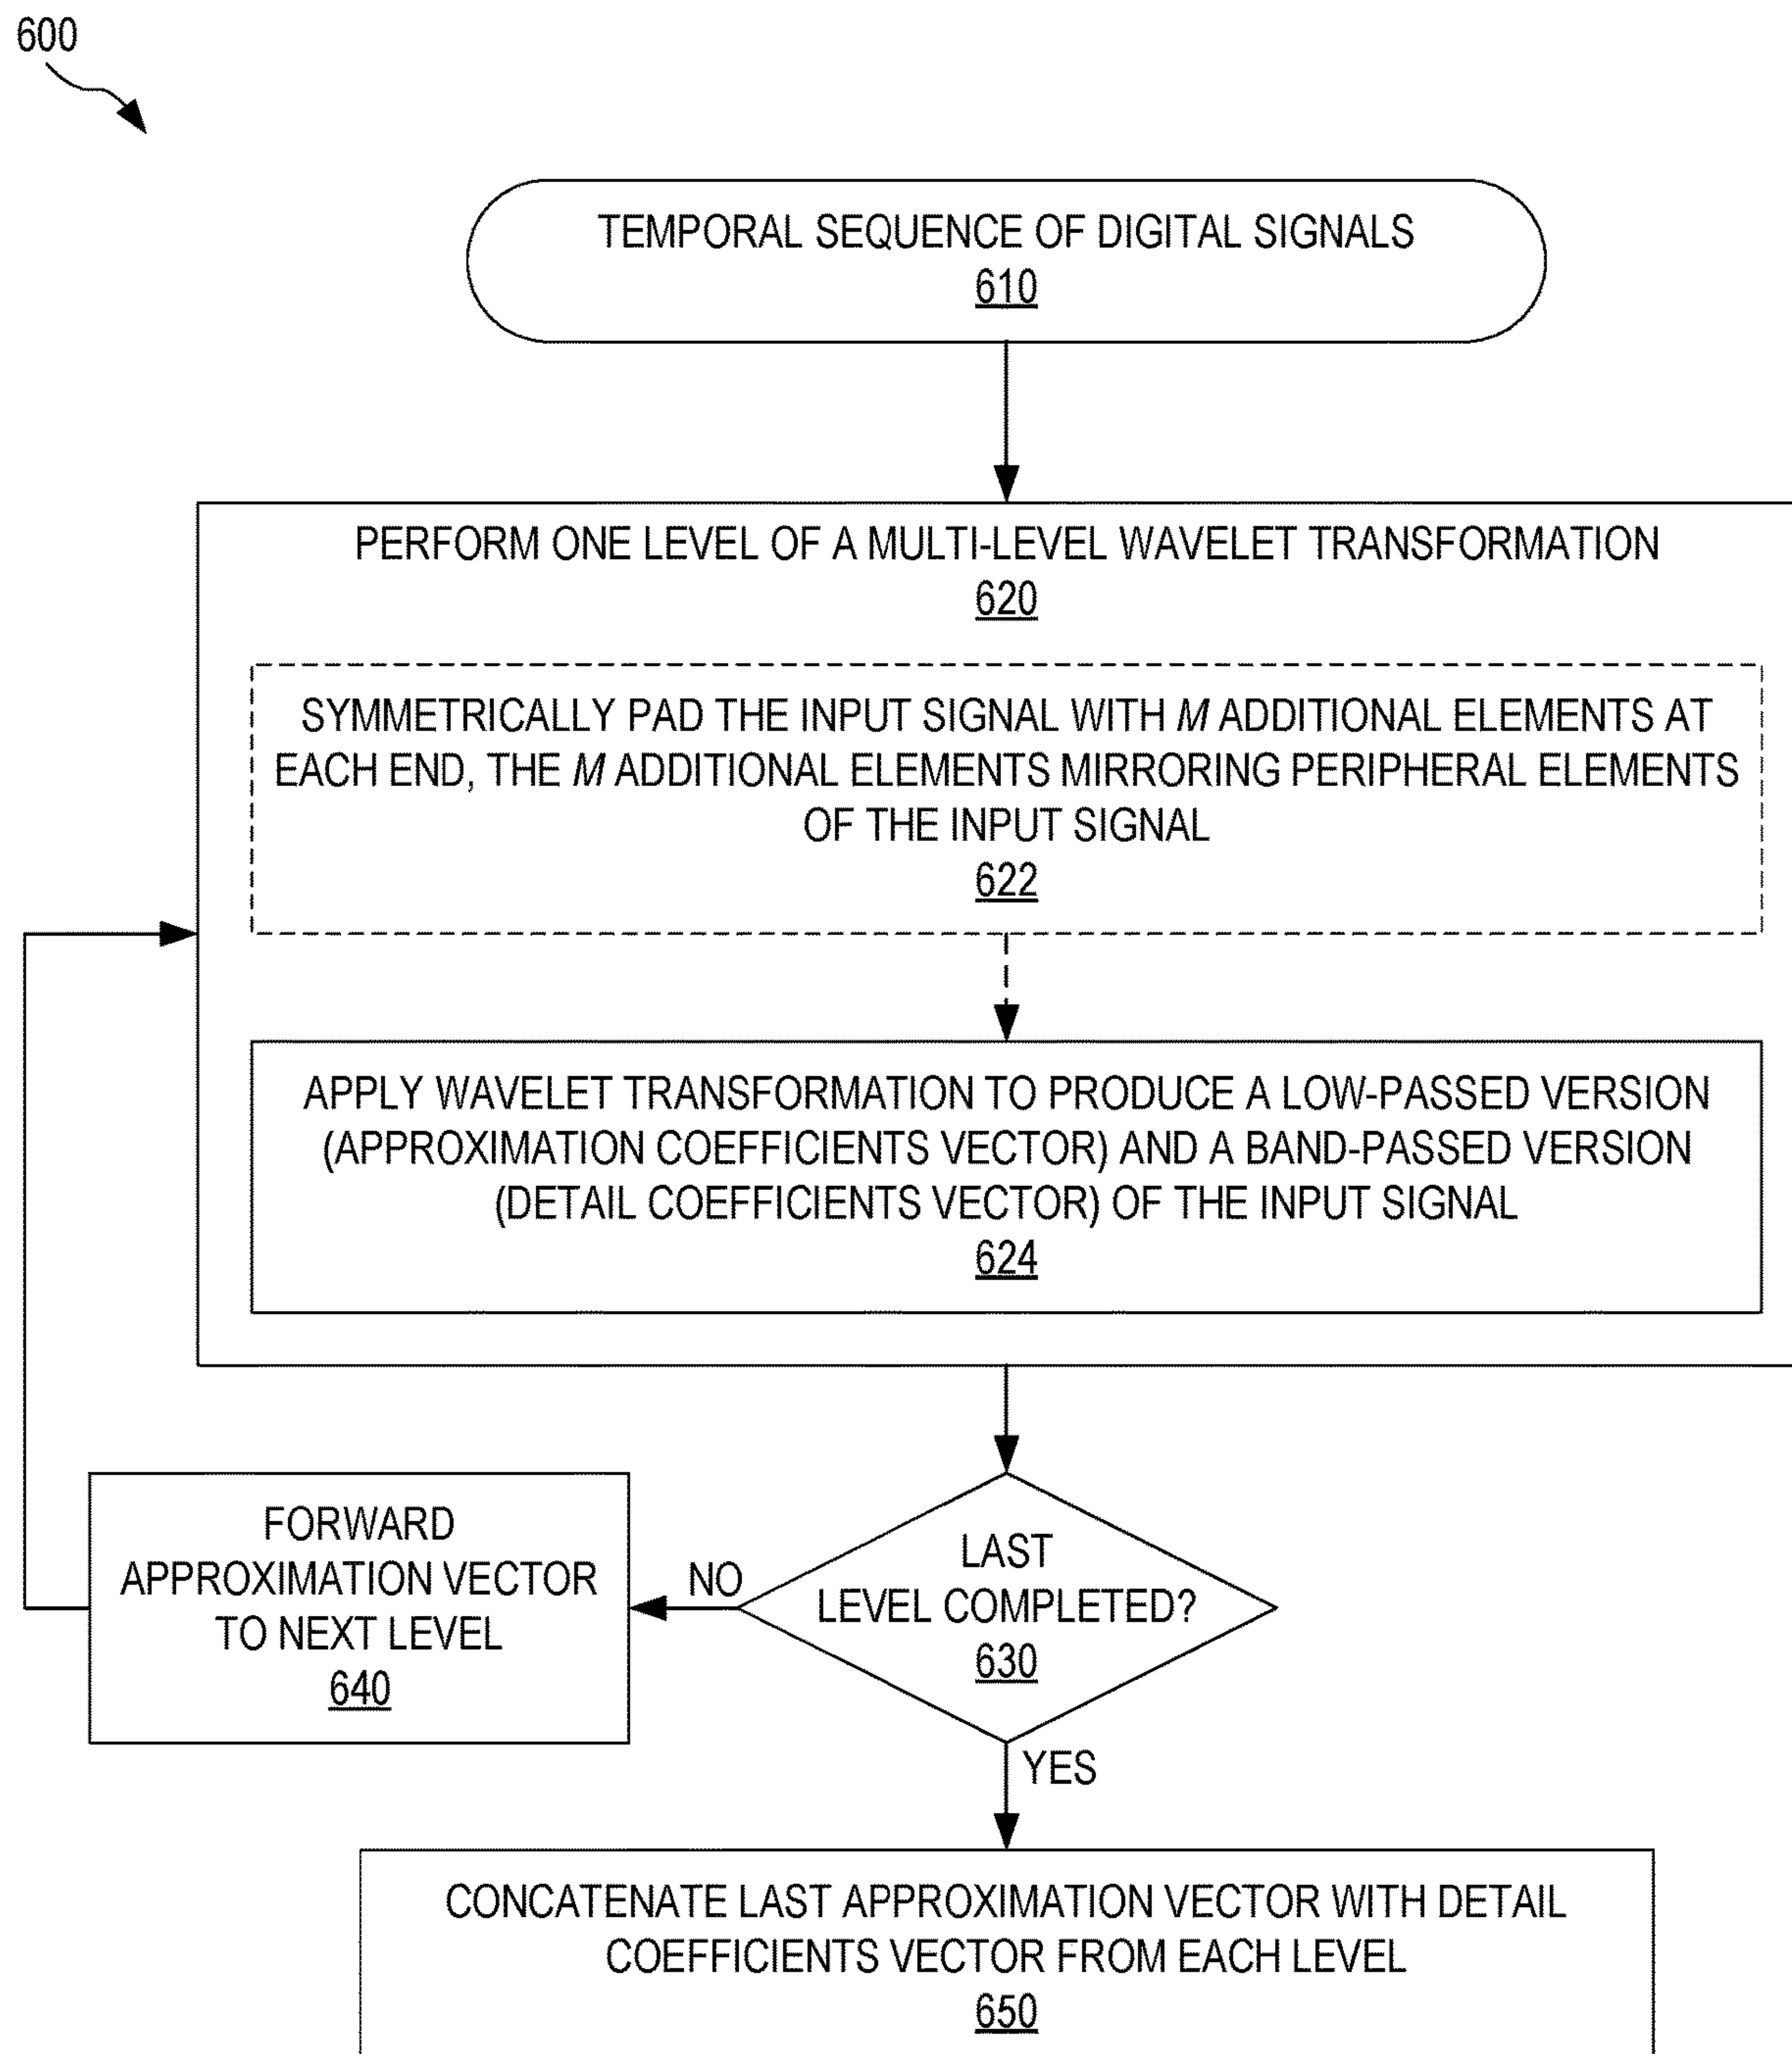 600
TEMPORAL SEQUENCE OF DIGITAL SIGNALS
610
PERFORM ONE LEVEL OF A MULTI-LEVEL WAVELET TRANSFORMATION
620
SYMMETRICALLY PAD THE INPUT SIGNAL WITH M ADDITIONAL ELEMENTS AT
EACH END, THE M ADDITIONAL ELEMENTS MIRRORING PERIPHERAL ELEMENTS
OF THE INPUT SIGNAL
622
APPLY WAVELET TRANSFORMATION TO PRODUCE A LOW-PASSED VERSION
(APPROXIMATION COEFFICIENTS VECTOR) AND A BAND-PASSED VERSION
(DETAIL COEFFICIENTS VECTOR) OF THE INPUT SIGNAL
624
FORWARD
APPROXIMATION VECTOR
TO NEXT LEVEL
640
NO
LAST
LEVEL COMPLETED?
630
YES
CONCATENATE LAST APPROXIMATION VECTOR WITH DETAIL
COEFFICIENTS VECTOR FROM EACH LEVEL
650